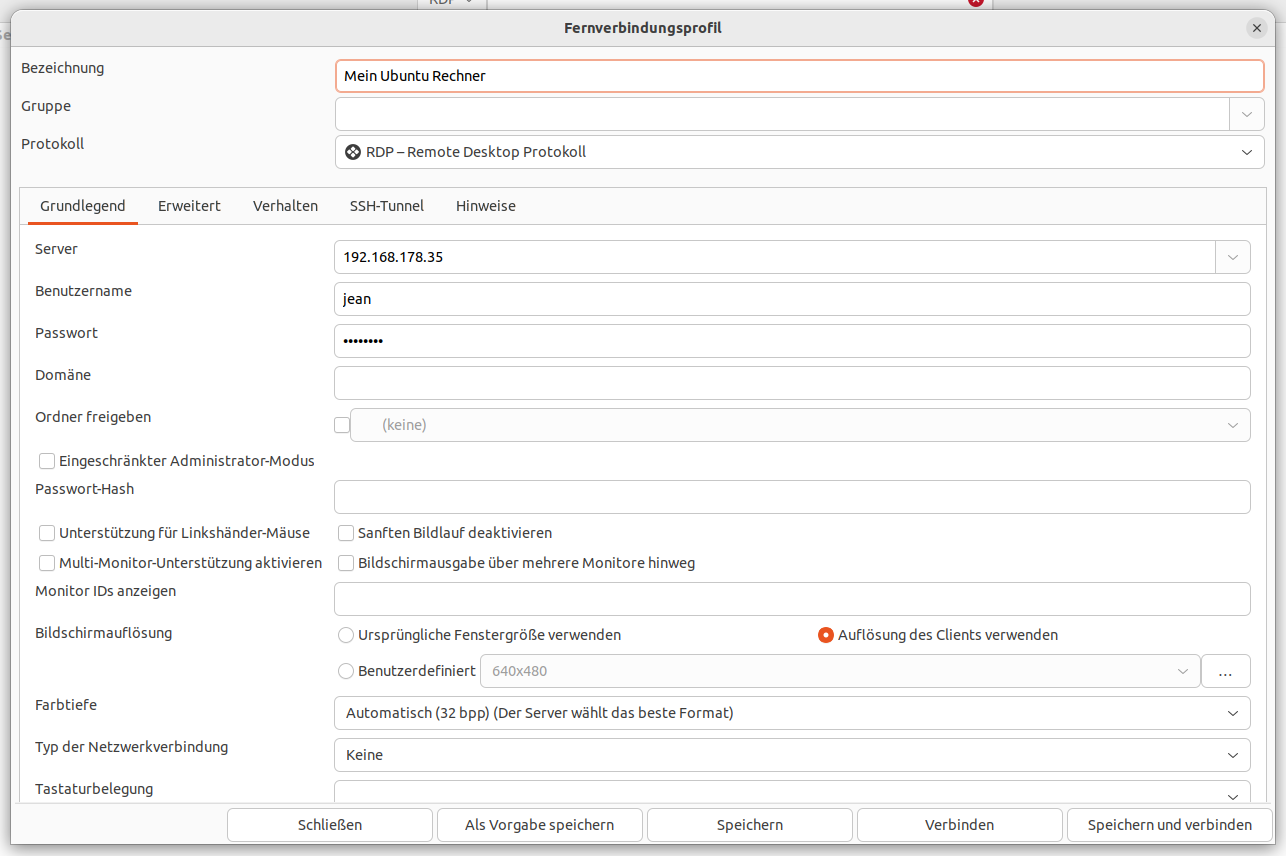 RDP
Fernverbindungsprofil
Bezeichnung
Mein Ubuntu Rechner
Gruppe
Protokoll
RDP – Remote Desktop Protokoll
Grundlegend Erweitert Verhalten SSH-Tunnel Hinweise
Server
192.168.178.35
Benutzername
jean
Passwort
••••••••
Domäne
Ordner freigeben
(keine)
Eingeschränkter Administrator-Modus
Passwort-Hash
Unterstützung für Linkshänder-Mäuse Sanften Bildlauf deaktivieren
Multi-Monitor-Unterstützung aktivieren Bildschirmausgabe über mehrere Monitore hinweg
Monitor IDs anzeigen
Bildschirmauflösung
Ursprüngliche Fenstergröße verwenden Auflösung des Clients verwenden
Benutzerdefiniert 640x480 ...
Farbtiefe
Automatisch (32 bpp) (Der Server wählt das beste Format)
Typ der Netzwerkverbindung
Keine
Tastaturbelegung
Schließen Als Vorgabe speichern Speichern Verbinden Speichern und verbinden